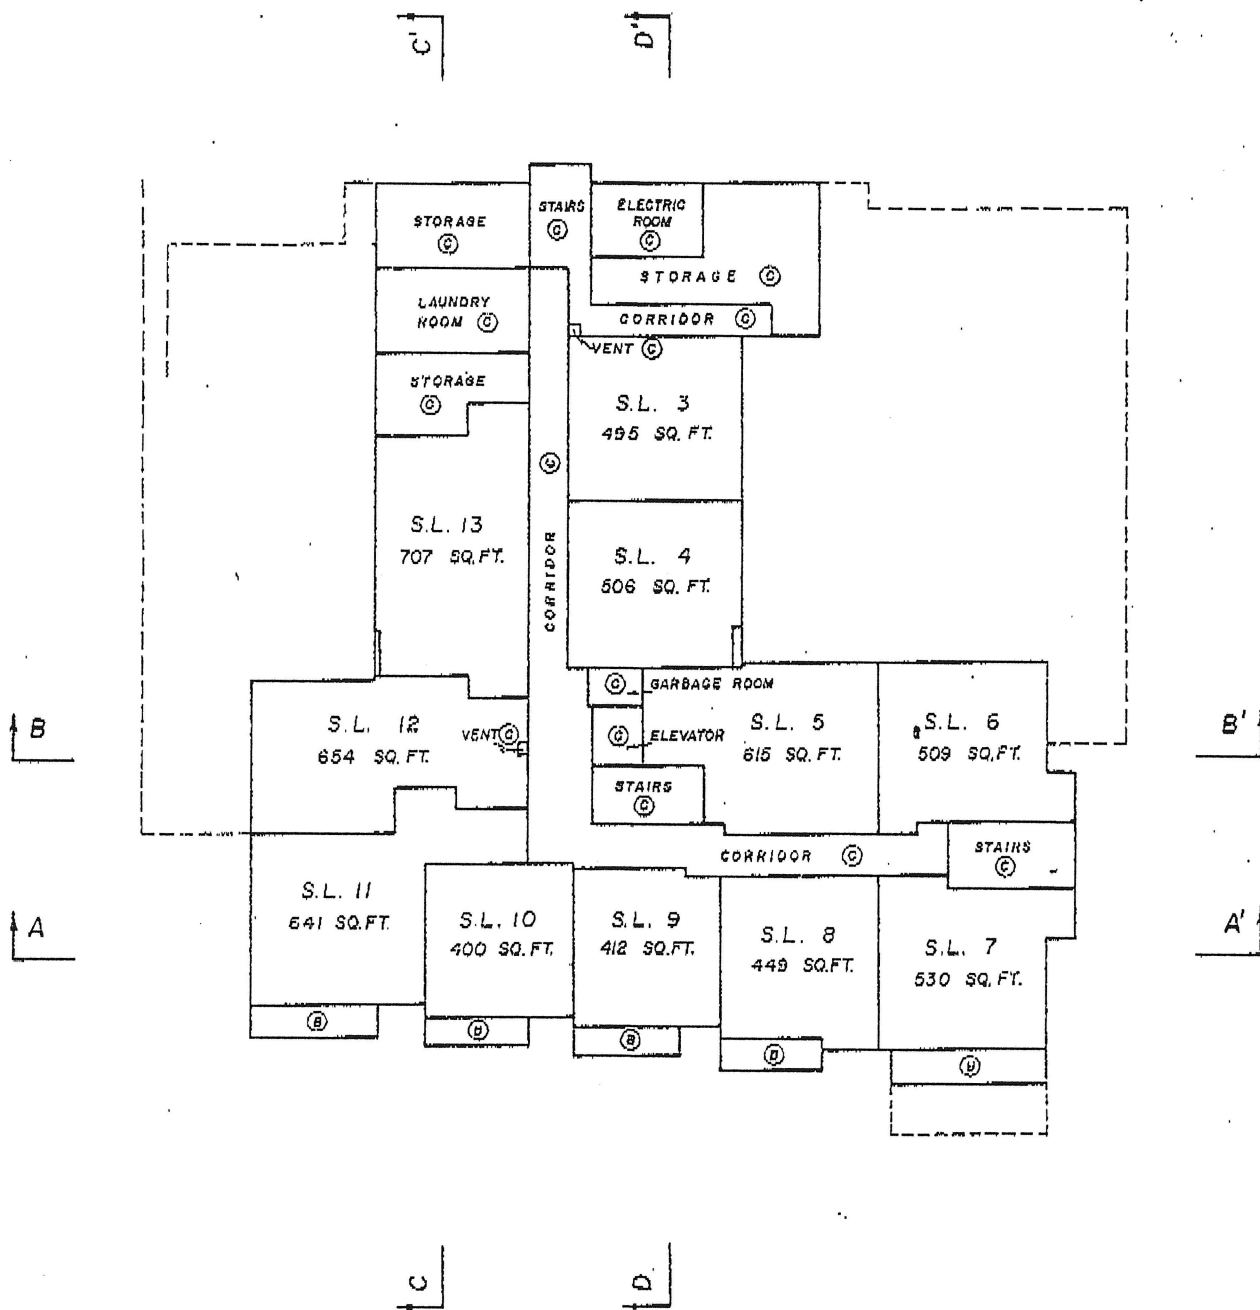 C'
D'
STORAGE
C
STAIRS
C
ELECTRIC
ROOM
C
STORAGE C
LAUNDRY
ROOM C
CORRIDOR C
VENT C
STORAGE
C
S.L. 3
495 SQ. FT.
C
CORRIDOR
S.L. 13
707 SQ. FT.
S.L. 4
506 SQ. FT.
C GARBAGE ROOM
B
S.L. 12
654 SQ. FT.
VENT C
C ELEVATOR
S.L. 5
615 SQ. FT.
S.L. 6
509 SQ. FT.
B'
STAIRS
C
CORRIDOR C
STAIRS
C
A
S.L. 11
641 SQ. FT.
S.L. 10
400 SQ. FT.
S.L. 9
412 SQ. FT.
S.L. 8
449 SQ. FT.
S.L. 7
530 SQ. FT.
A'
B
B
B
B
B
C
D